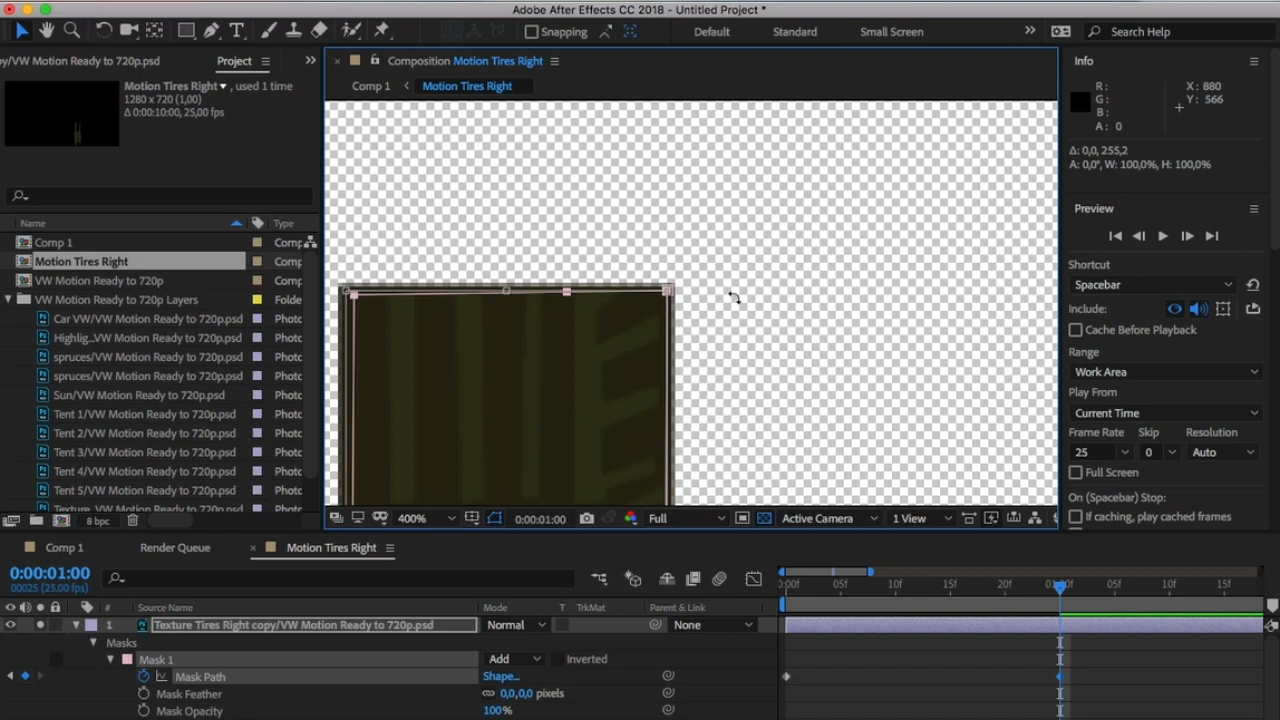 Adobe After Effects CC 2018 - Untitled Project *
Snapping
Default
Standard
Small Screen
Search Help
oy/VW Motion Ready to 720p.psd
Project
Composition Motion Tires Right
Info
Motion Tires Right, used 1 time
1280 x 720 (1,00)
Δ 0:00:10:00, 25,00 fps
Comp 1
Motion Tires Right
R:
G:
B:
A: 0
X: 880
Y: 566
Δ: 0,0, 255,2
A: 0,0°, W: 100,0%, H: 100,0%
Preview
Name
Type
Comp 1
Comp
Motion Tires Right
Comp
VW Motion Ready to 720p
Comp
VW Motion Ready to 720p Layers
Folde
Car VW/VW Motion Ready to 720p.psd
Photo
Highlig...VW Motion Ready to 720p.psd
Photo
spruces/VW Motion Ready to 720p.psd
Photo
spruces/VW Motion Ready to 720p.psd
Photo
Sun/VW Motion Ready to 720p.psd
Photo
Tent 1/VW Motion Ready to 720p.psd
Photo
Tent 2/VW Motion Ready to 720p.psd
Photo
Tent 3/VW Motion Ready to 720p.psd
Photo
Tent 4/VW Motion Ready to 720p.psd
Photo
Tent 5/VW Motion Ready to 720p.psd
Photo
Shortcut
Spacebar
Include:
Cache Before Playback
Range
Work Area
Play From
Current Time
Frame Rate
Skip
Resolution
25
0
Auto
Full Screen
On (Spacebar) Stop:
If caching, play cached frames
8 bpc
400%
0:00:01:00
Full
Active Camera
1 View
Comp 1
Render Queue
Motion Tires Right
0:00:01:00
00025 (25.00 fps)
0:00f
05f
10f
15f
20f
01:00f
05f
10f
15f
#
Source Name
Mode
T
TrkMat
Parent & Link
1
Texture Tires Right copy/VW Motion Ready to 720p.psd
Normal
None
Masks
Mask 1
Add
Inverted
Mask Path
Shape...
Mask Feather
0,0,0,0 pixels
Mask Opacity
100%